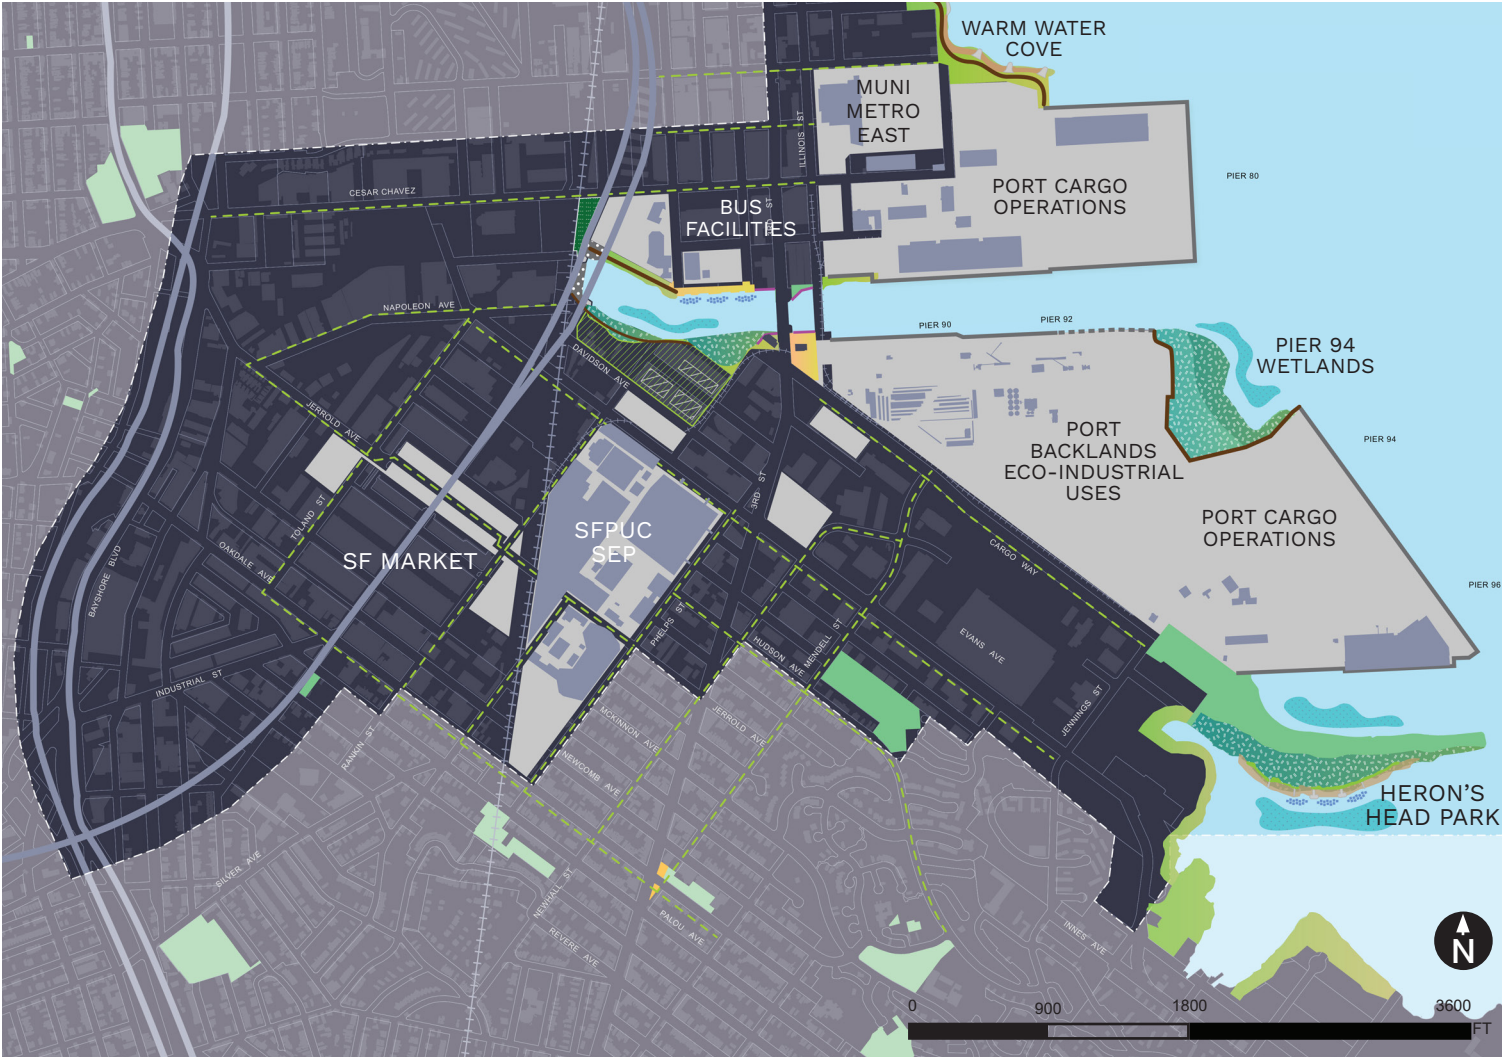 WARM WATER
COVE
MUNI
METRO
EAST
ILLINOIS ST
PIER 80
PORT CARGO
OPERATIONS
CESAR CHAVEZ
BUS
FACILITIES
3RD ST
NAPOLEON AVE
PIER 90
PIER 92
PIER 94
WETLANDS
DAVIDSON AVE
JERROLD AVE
PORT
BACKLANDS
ECO-INDUSTRIAL
USES
PIER 94
3RD ST
TOLAND ST
SFPUC
SEP
PORT CARGO
OPERATIONS
SF MARKET
OAKDALE AVE
BAYSHORE BLVD
CARGO WAY
PIER 96
PHELPS ST
HUDSON AVE
MENDELL ST
EVANS AVE
INDUSTRIAL ST
JENNINGS ST
RANKIN ST
MCKINNON AVE
JERROLD AVE
NEWCOMB AVE
HERON'S
HEAD PARK
SILVER AVE
NEWHALL ST
REVERE AVE
PALOU AVE
INNES AVE
N
0
900
1800
3600
FT